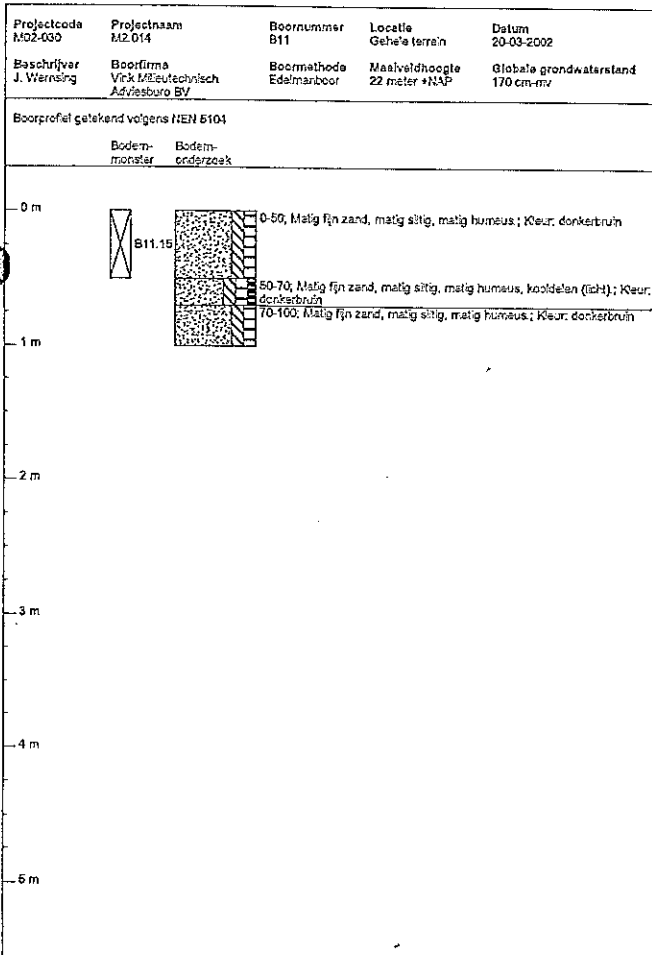 Projectcode Projectnaam Boornummer Locatie Datum
M02-030 M2.014 B11 Gehele terrein 20-03-2002
Beschrijver Boorfirma Boormethode Maaiveldhoogte Globale grondwaterstand
J. Wernsing Vink Milieutechnisch Edelmanboor 22 meter +NAP 170 cm-mv
Adviesburo BV
Boorprofiel getekend volgens NEN 5104
Bodem- Bodem-
monster onderzoek
0 m
0-50; Matig fijn zand, matig siltig, matig humeus.; Kleur: donkerbruin
B11.15
50-70; Matig fijn zand, matig siltig, matig humeus, kooldelen (licht).; Kleur:
donkerbruin
70-100; Matig fijn zand, matig siltig, matig humeus.; Kleur: donkerbruin
1 m
2 m
3 m
4 m
5 m